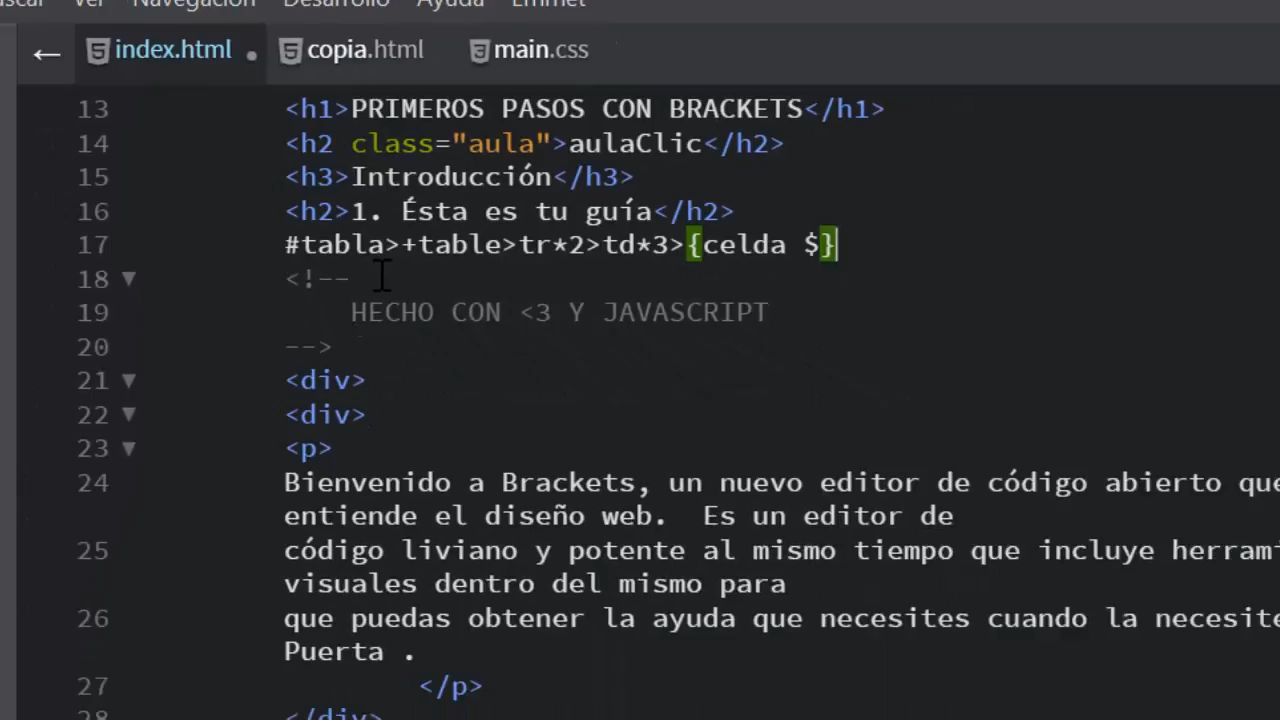 Ver Navegación Desarrollo Ayuda Emmet
← index.html • copia.html main.css
13 <h1>PRIMEROS PASOS CON BRACKETS</h1>
14 <h2 class="aula">aulaClic</h2>
15 <h3>Introducción</h3>
16 <h2>1. Ésta es tu guía</h2>
17 #tabla>+table>tr*2>td*3>{celda $}
18 <!--
19 HECHO CON <3 Y JAVASCRIPT
20 -->
21 <div>
22 <div>
23 <p>
24 Bienvenido a Brackets, un nuevo editor de código abierto que
entiende el diseño web.  Es un editor de
25 código liviano y potente al mismo tiempo que incluye herrami
visuales dentro del mismo para
26 que puedas obtener la ayuda que necesites cuando la necesite
Puerta .
27 </p>
28 </div>